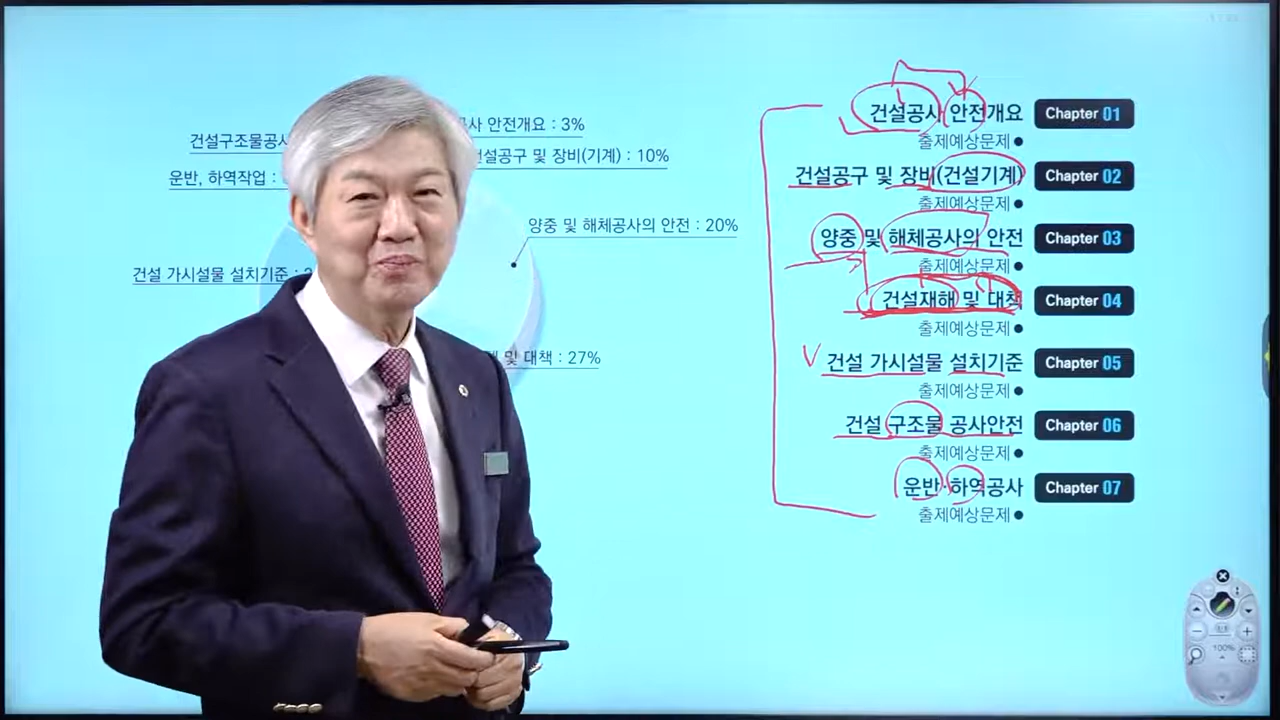 건설구조물공사
운반, 하역작업 :
건설 가시설물 설치기준 :
사 안전개요 : 3%
건설공구 및 장비(기계) : 10%
양중 및 해체공사의 안전 : 20%
및 대책 : 27%
건설공사 안전개요 Chapter 01
출제예상문제
건설공구 및 장비(건설기계) Chapter 02
출제예상문제
양중 및 해체공사의 안전 Chapter 03
출제예상문제
건설재해 및 대책 Chapter 04
출제예상문제
건설 가시설물 설치기준 Chapter 05
출제예상문제
건설 구조물 공사안전 Chapter 06
출제예상문제
운반·하역공사 Chapter 07
출제예상문제
100%